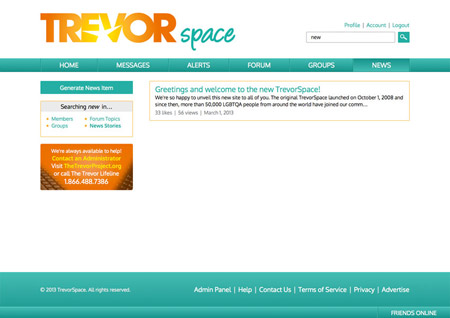 TREVOR space
Profile | Account | Logout
new
HOME MESSAGES ALERTS FORUM GROUPS NEWS
Generate News Item
Searching new in...
Members Forum Topics
Groups News Stories
We're always available to help!
Contact an Administrator
Visit TheTrevorProject.org
or call The Trevor Lifeline
1.866.488.7386
Greetings and welcome to the new TrevorSpace!
We're so happy to unveil this new site to all of you. The original TrevorSpace launched on October 1, 2008 and
since then, more than 50,000 LGBTQA people from around the world have joined our comm...
33 likes | 56 views | March 1, 2013
© 2013 TrevorSpace. All rights reserved.
Admin Panel | Help | Contact Us | Terms of Service | Privacy | Advertise
FRIENDS ONLINE